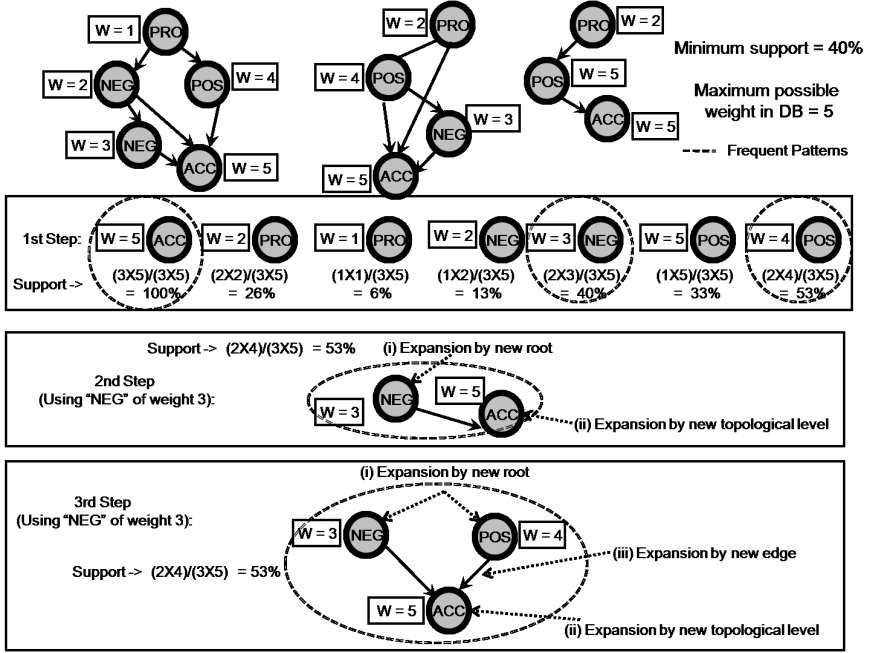 W = 1 PRO
W = 2 NEG POS W = 4
W = 3 NEG ACC W = 5
W = 2 PRO
W = 4 POS
NEG W = 3
W = 5 ACC
PRO W = 2
POS W = 5
ACC W = 5
Minimum support = 40%
Maximum possible
weight in DB = 5
Frequent Patterns
1st Step: W = 5 ACC W = 2 PRO W = 1 PRO W = 2 NEG W = 3 NEG W = 5 POS W = 4 POS
Support -> (3X5)/(3X5) (2X2)/(3X5) (1X1)/(3X5) (1X2)/(3X5) (2X3)/(3X5) (1X5)/(3X5) (2X4)/(3X5)
= 100% = 26% = 6% = 13% = 40% = 33% = 53%
Support -> (2X4)/(3X5) = 53%
(i) Expansion by new root
2nd Step
(Using “NEG” of weight 3):
W = 3 NEG W = 5 ACC
(ii) Expansion by new topological level
(i) Expansion by new root
3rd Step
(Using “NEG” of weight 3):
W = 3 NEG POS W = 4
(iii) Expansion by new edge
Support -> (2X4)/(3X5) = 53%
W = 5 ACC
(ii) Expansion by new topological level